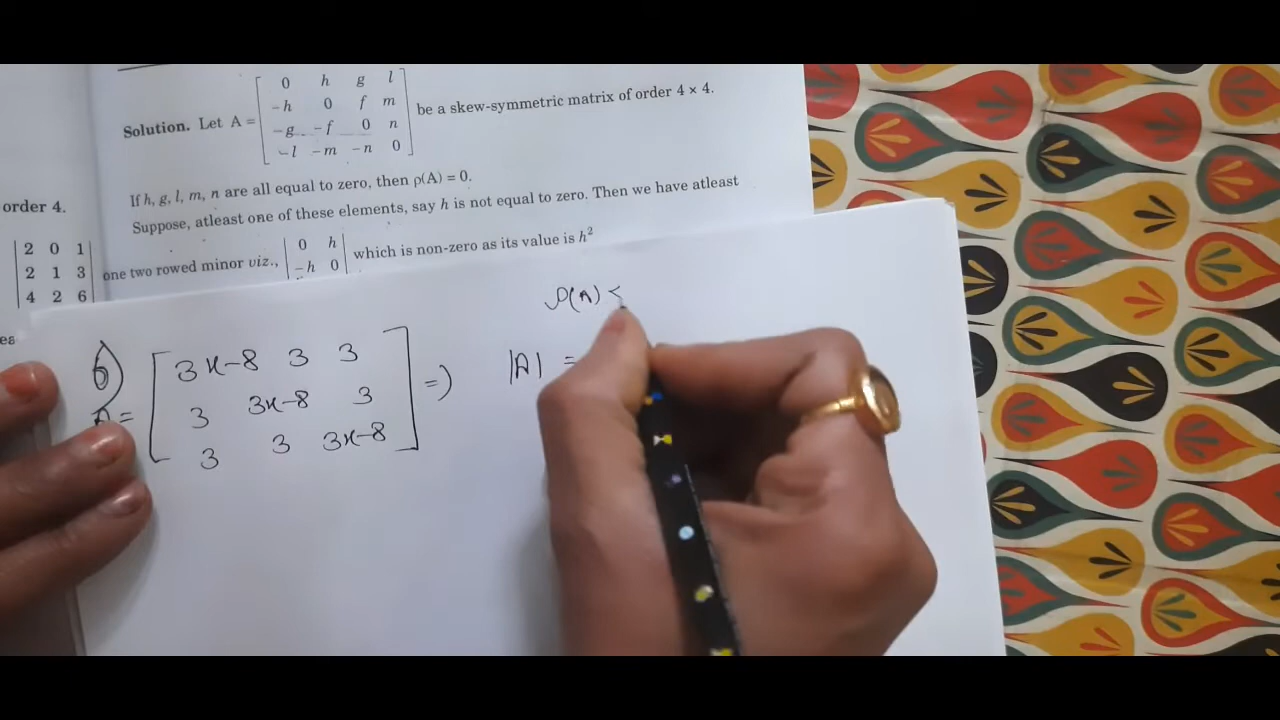 0 h g l
-h 0 f m
Solution. Let A = be a skew-symmetric matrix of order 4 × 4.
-g -f 0 n
-l -m -n 0
If h, g, l, m, n are all equal to zero, then ρ(A) = 0.
Suppose, atleast one of these elements, say h is not equal to zero. Then we have atleast
one two rowed minor viz., | 0 h | which is non-zero as its value is h²
| -h 0 |
order 4.
| 2 0 1 |
| 2 1 3 |
| 4 2 6 |
ρ(A) <
6)
A = [ 3x-8 3 3 ] =) |A| =
3 3x-8 3
3 3 3x-8